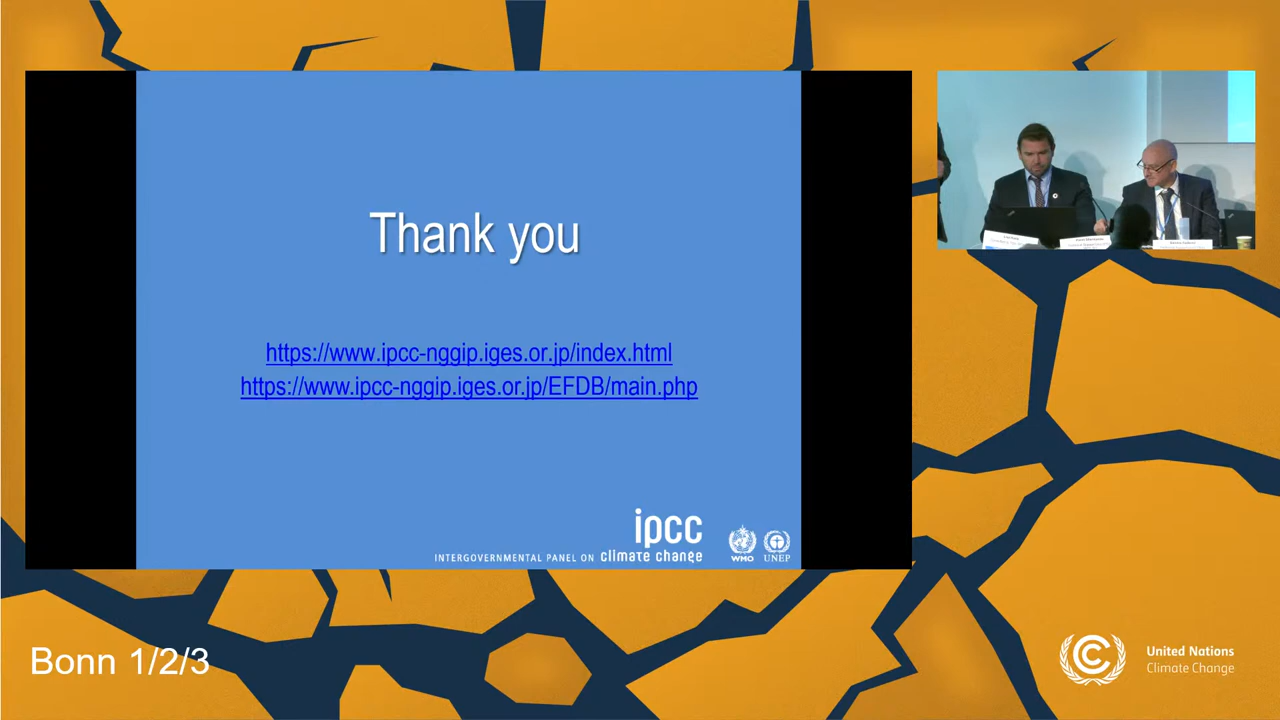 Thank you
https://www.ipcc-nggip.iges.or.jp/index.html
https://www.ipcc-nggip.iges.or.jp/EFDB/main.php
ipcc
INTERGOVERNMENTAL PANEL ON climate change
WMO
UNEP
Bonn 1/2/3
United Nations
Climate Change